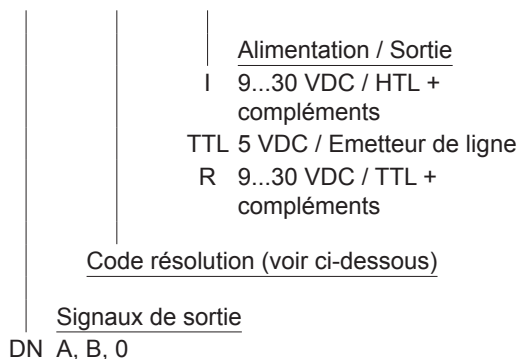 Alimentation / Sortie
I 9...30 VDC / HTL +
compléments
TTL 5 VDC / Emetteur de ligne
R 9...30 VDC / TTL +
compléments
Code résolution (voir ci-dessous)
Signaux de sortie
DN A, B, 0